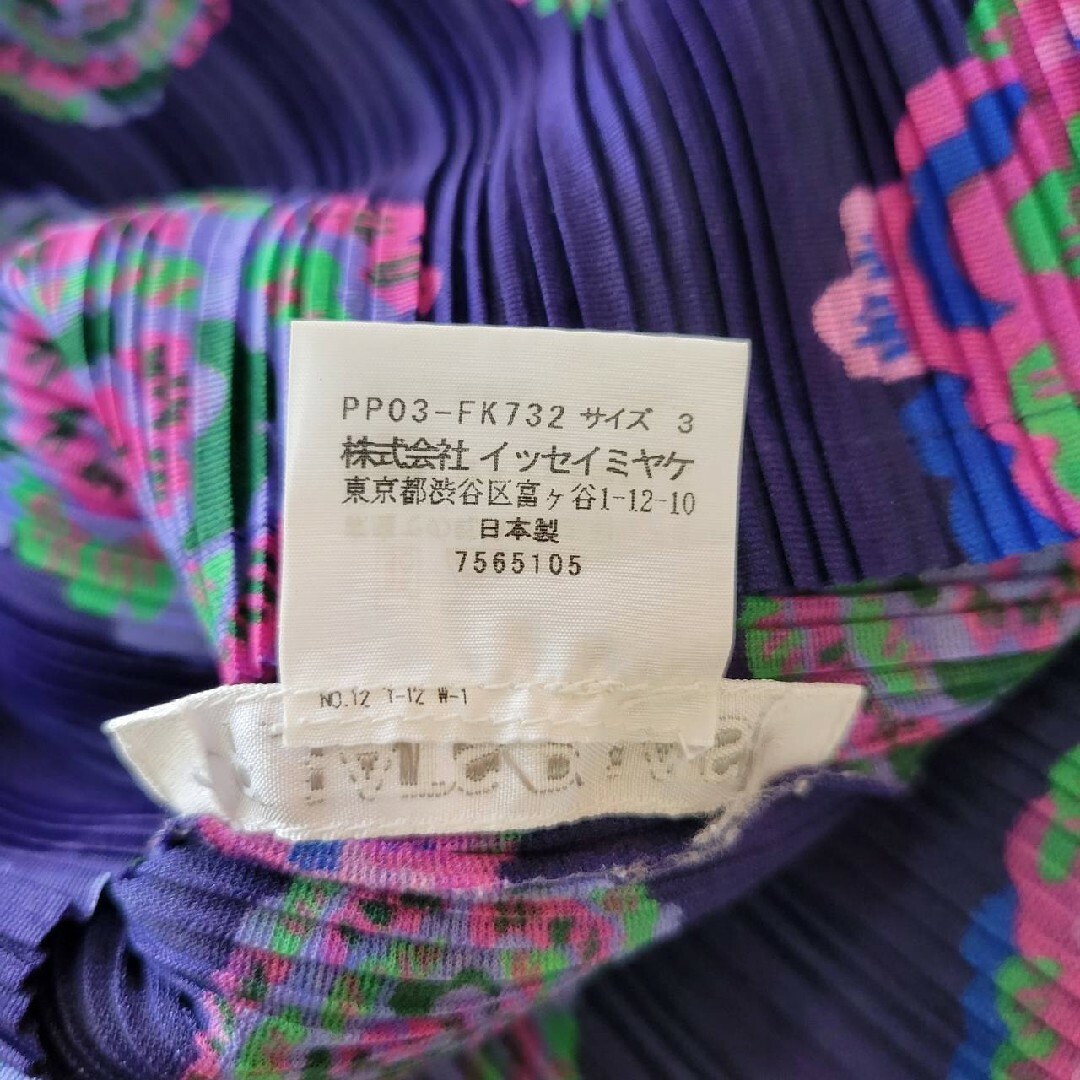 PP03-FK732 サイズ 3
株式会社 イッセイミヤケ
東京都渋谷区富ヶ谷1-12-10
日本製
7565105
NO.12 T-12 W-1